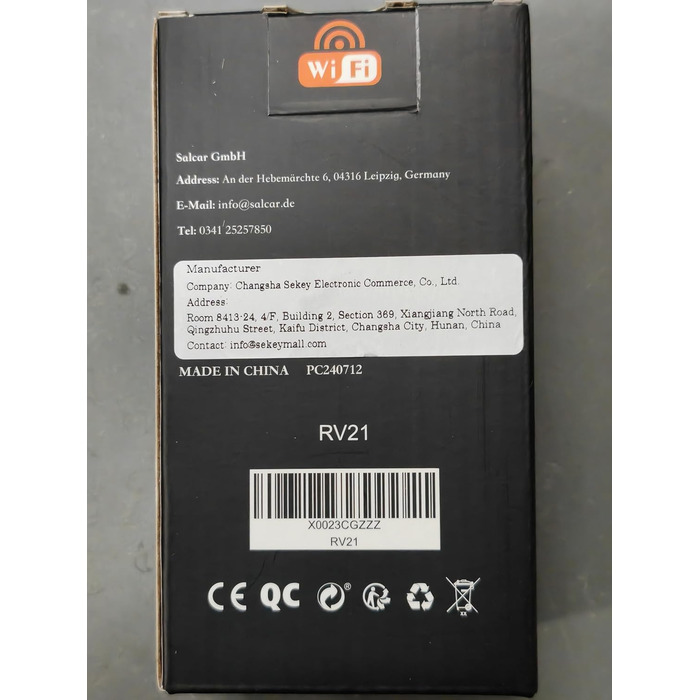 WiFi
Salcar GmbH
Address: An der Hebemärchte 6, 04316 Leipzig, Germany
E-Mail: info@salcar.de
Tel: 0341/25257850
Manufacturer
Company: Changsha Sekey Electronic Commerce, Co., Ltd.
Address:
Room 8413-24, 4/F, Building 2, Section 369, Xiangjiang North Road,
Qingzhuhu Street, Kaifu District, Changsha City, Hunan, China
Contact: info@sekeymall.com
MADE IN CHINA PC240712
RV21
X0023CGZZZ
RV21
CE QC ®